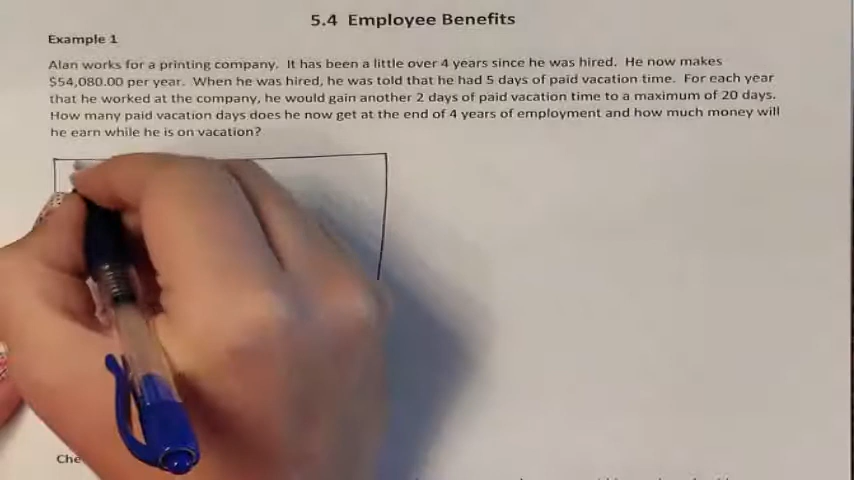 5.4 Employee Benefits
Example 1
Alan works for a printing company. It has been a little over 4 years since he was hired. He now makes
$54,080.00 per year. When he was hired, he was told that he had 5 days of paid vacation time. For each year
that he worked at the company, he would gain another 2 days of paid vacation time to a maximum of 20 days.
How many paid vacation days does he now get at the end of 4 years of employment and how much money will
he earn while he is on vacation?
Che